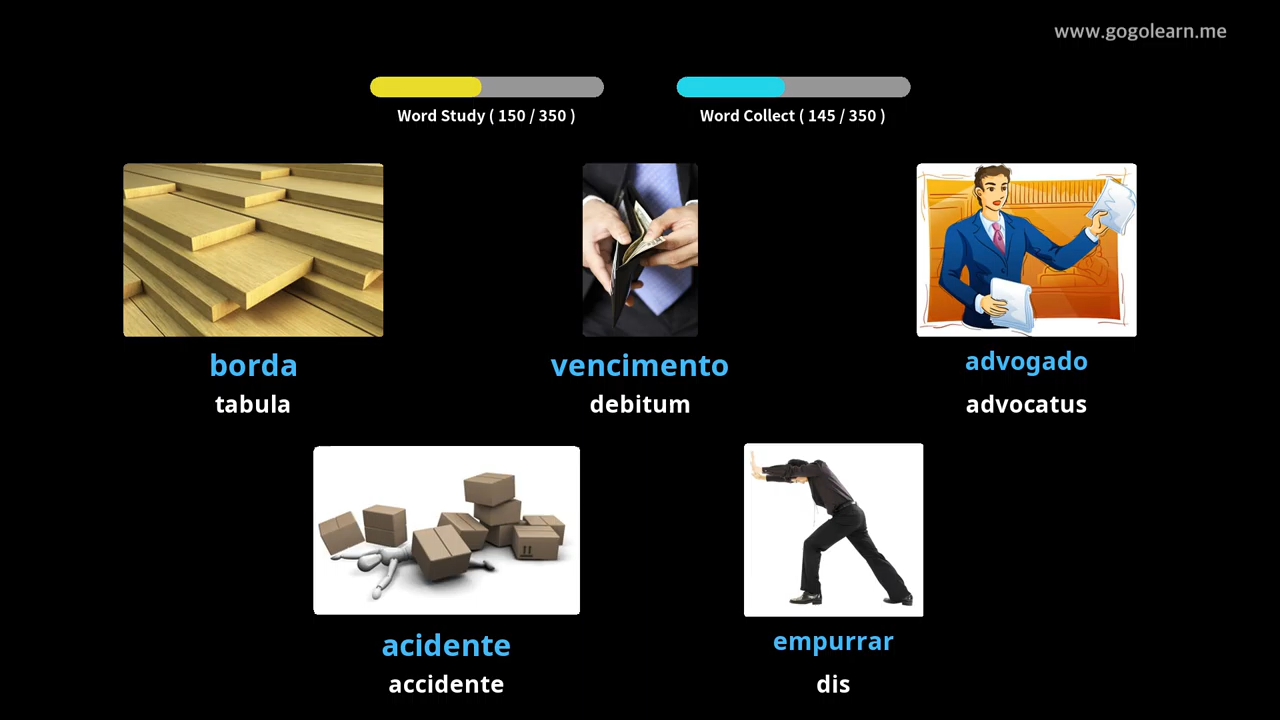 www.gogolearn.me
Word Study ( 150 / 350 )
Word Collect ( 145 / 350 )
borda
tabula
vencimento
debitum
advogado
advocatus
acidente
accidente
empurrar
dis